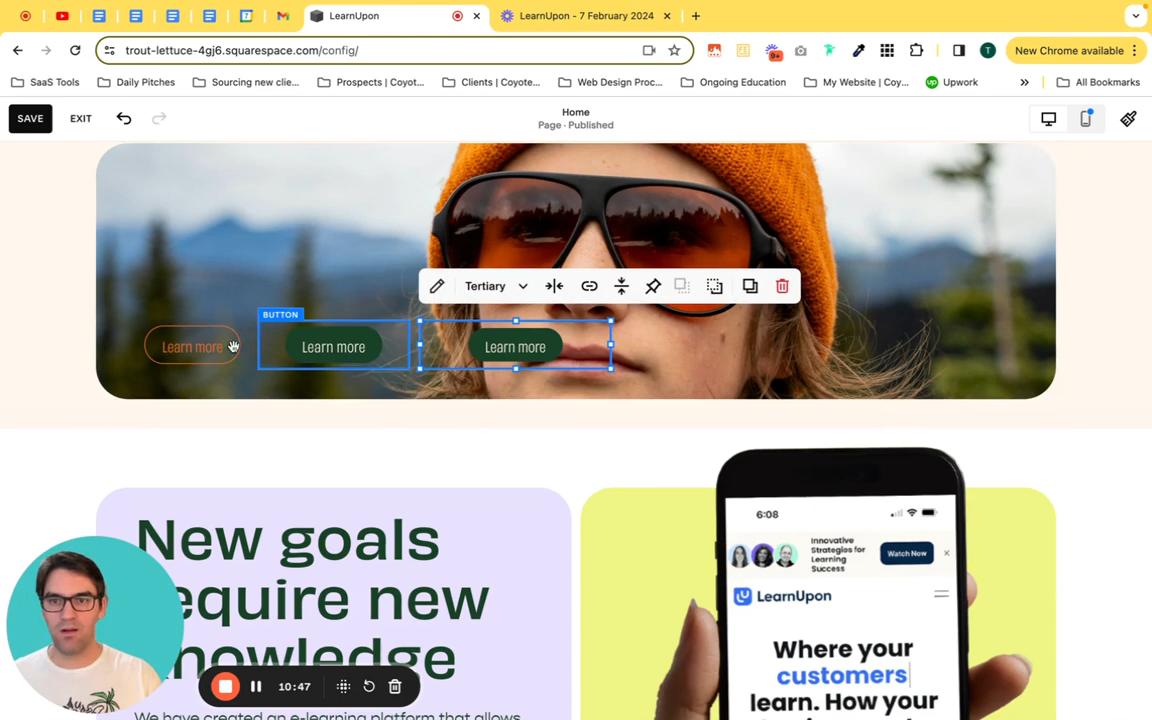 LearnUpon
LearnUpon - 7 February 2024
trout-lettuce-4gj6.squarespace.com/config/
9+
T
New Chrome available
SaaS Tools
Daily Pitches
Sourcing new clie...
Prospects | Coyot...
Clients | Coyote...
Web Design Proc...
Ongoing Education
My Website | Coy...
up
Upwork
All Bookmarks
SAVE
EXIT
Home
Page · Published
Tertiary
BUTTON
Learn more
Learn more
Learn more
New goals
require new
knowledge
We have created an e-learning platform that allows
6:08
Innovative
Strategies for
Learning
Success
Watch Now
LearnUpon
Where your
customers
learn. How your
10:47